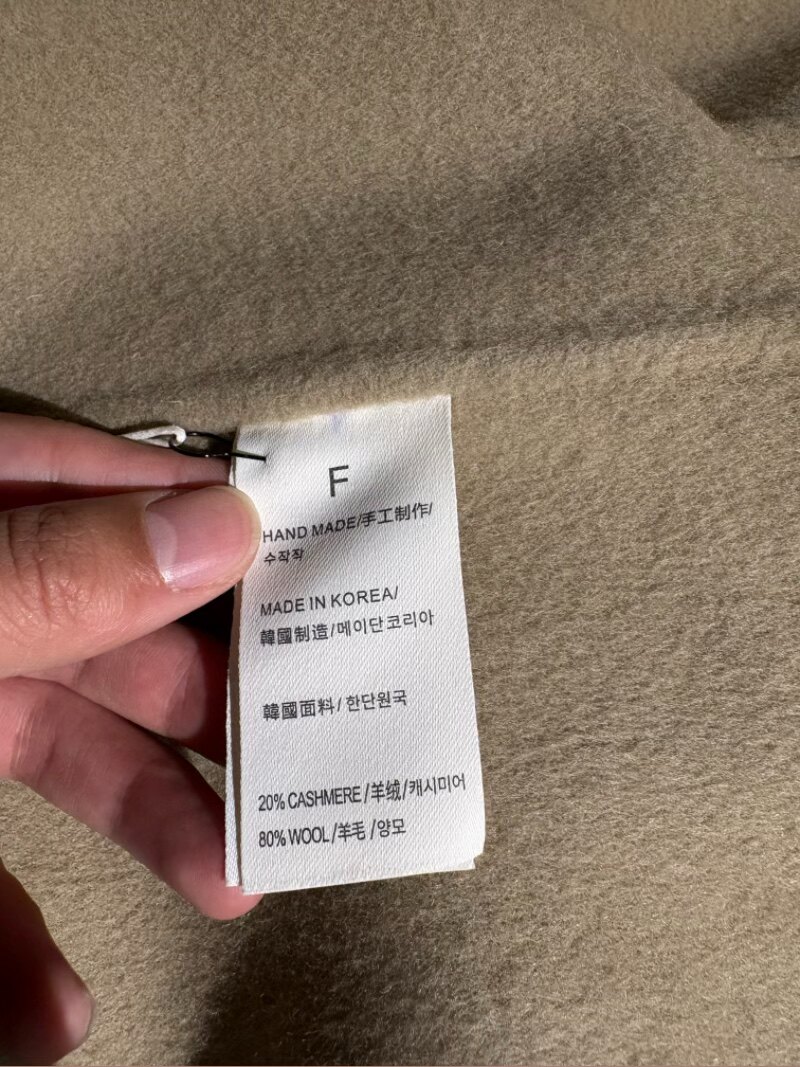 F
HAND MADE/手工制作/
수작작
MADE IN KOREA/
韓國制造/메이단코리아
韓國面料/한단원국
20% CASHMERE/羊绒/캐시미어
80% WOOL/羊毛/양모